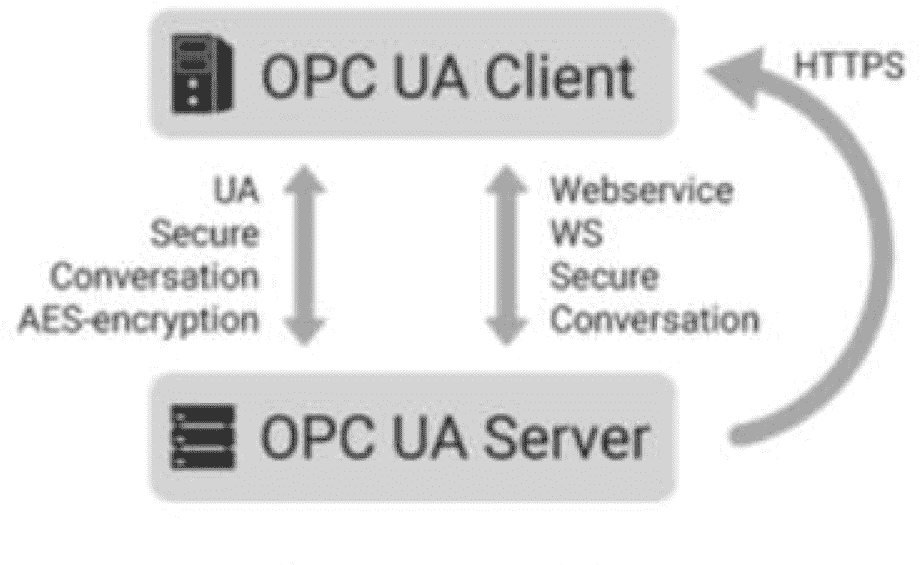 OPC UA Client
HTTPS
UA
Secure
Conversation
AES-encryption
Webservice
WS
Secure
Conversation
OPC UA Server